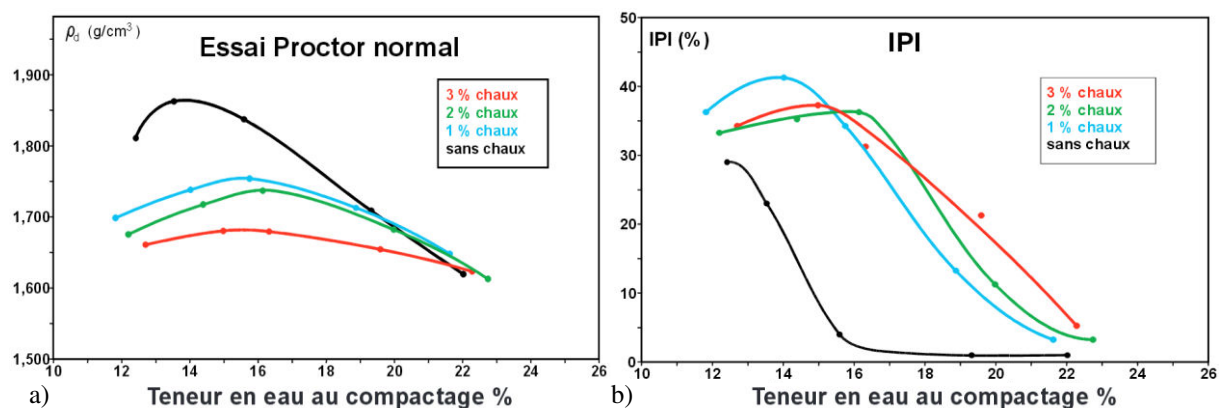 ρd (g/cm³)
Essai Proctor normal
1,900
1,800
1,700
1,600
1,500
3 % chaux
2 % chaux
1 % chaux
sans chaux
10 12 14 16 18 20 22 24 26
a) Teneur en eau au compactage %
50
40
30
20
10
0
IPI (%)
IPI
3 % chaux
2 % chaux
1 % chaux
sans chaux
10 12 14 16 18 20 22 24 26
b) Teneur en eau au compactage %